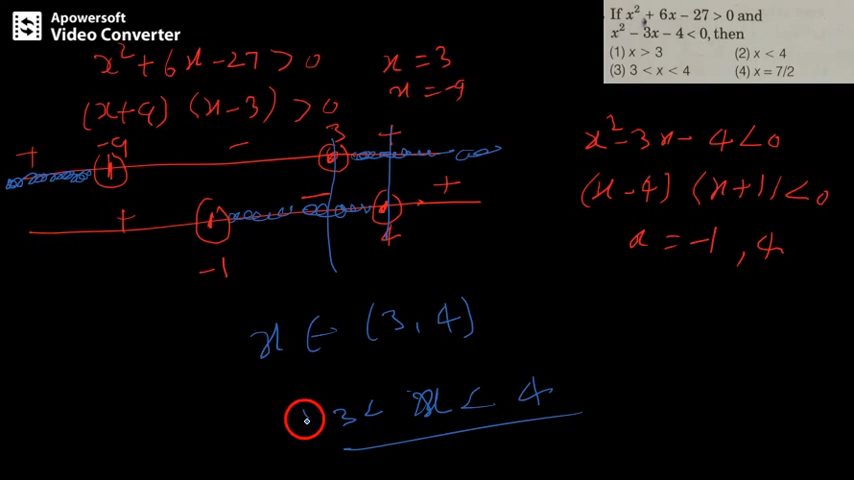 Apowersoft
Video Converter
If x² + 6x − 27 > 0 and
x² − 3x − 4 < 0, then
(1) x > 3 (2) x < 4
(3) 3 < x < 4 (4) x = 7/2
x² + 6x − 27 > 0 x = 3
x = −9
(x+9) (x−3) > 0
+ −9 − 3 +
+ − +
−1 4
x² − 3x − 4 < 0
(x−4) (x+1) < 0
x = −1, 4
x ∈ (3, 4)
3 < x < 4